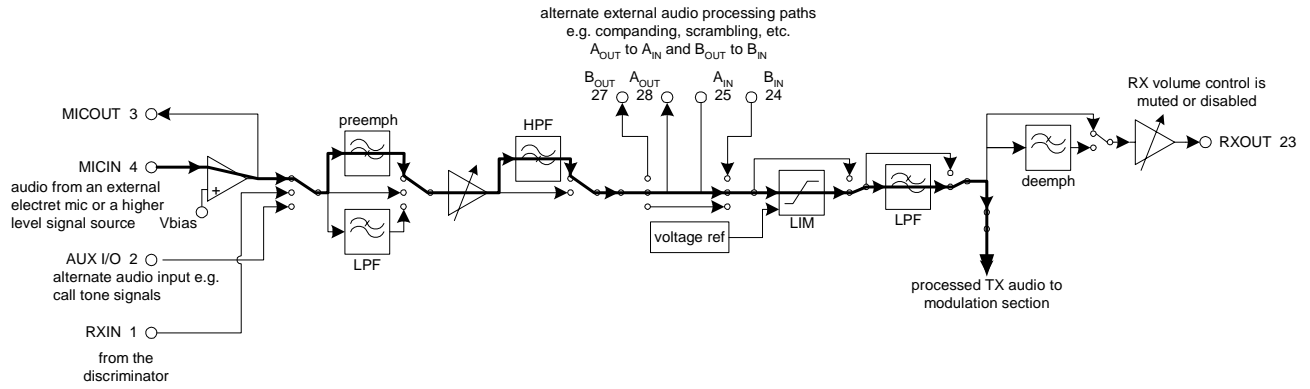 alternate external audio processing paths
e.g. companding, scrambling, etc.
AOUT to AIN and BOUT to BIN
BOUT AOUT AIN BIN
27 28 25 24
RX volume control is
muted or disabled
MICOUT 3
preemph
HPF
RXOUT 23
MICIN 4
audio from an external
electret mic or a higher
level signal source
+
Vbias
deemph
LIM
LPF
voltage ref
LPF
AUX I/O 2
alternate audio input e.g.
call tone signals
processed TX audio to
modulation section
RXIN 1
from the
discriminator